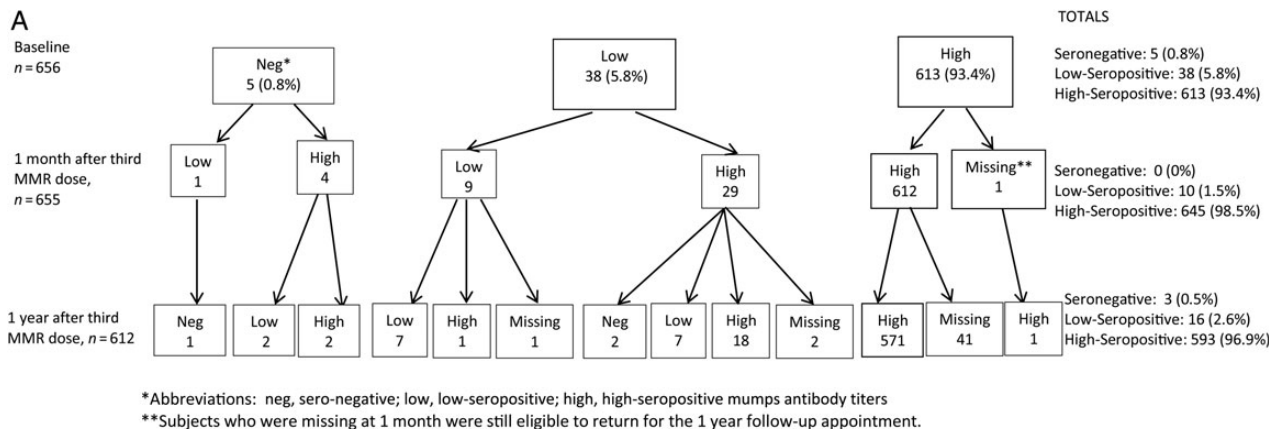 A
TOTALS
Baseline
n = 656
Neg*
5 (0.8%)
Low
38 (5.8%)
High
613 (93.4%)
Seronegative: 5 (0.8%)
Low-Seropositive: 38 (5.8%)
High-Seropositive: 613 (93.4%)
1 month after third
MMR dose,
n = 655
Low
1
High
4
Low
9
High
29
High
612
Missing**
1
Seronegative: 0 (0%)
Low-Seropositive: 10 (1.5%)
High-Seropositive: 645 (98.5%)
1 year after third
MMR dose, n = 612
Neg
1
Low
2
High
2
Low
7
High
1
Missing
1
Neg
2
Low
7
High
18
Missing
2
High
571
Missing
41
High
1
Seronegative: 3 (0.5%)
Low-Seropositive: 16 (2.6%)
High-Seropositive: 593 (96.9%)
*Abbreviations: neg, sero-negative; low, low-seropositive; high, high-seropositive mumps antibody titers
**Subjects who were missing at 1 month were still eligible to return for the 1 year follow-up appointment.